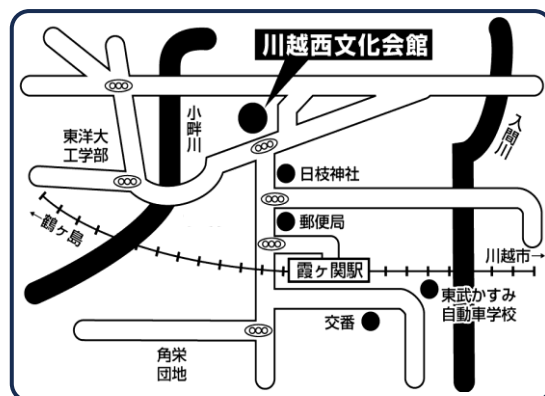 川越西文化会館
東洋大
工学部
小畔川
入間川
日枝神社
郵便局
←鶴ヶ島
川越市→
霞ヶ関駅
東武かすみ
自動車学校
交番
角栄
団地